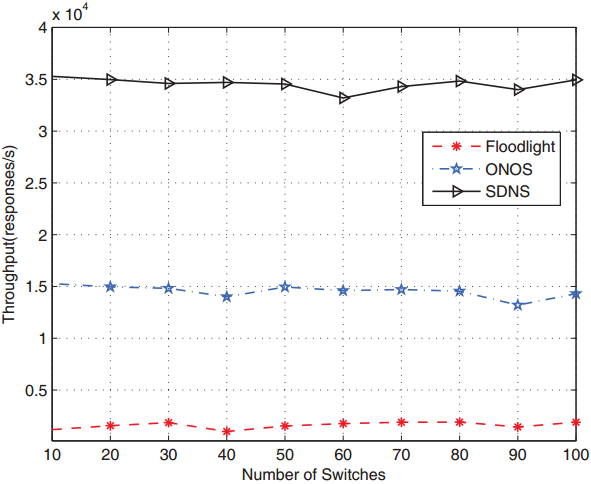 x 10^4
4
3.5
3
2.5
2
1.5
1
0.5
Throughput(responses/s)
Floodlight
ONOS
SDNS
10 20 30 40 50 60 70 80 90 100
Number of Switches